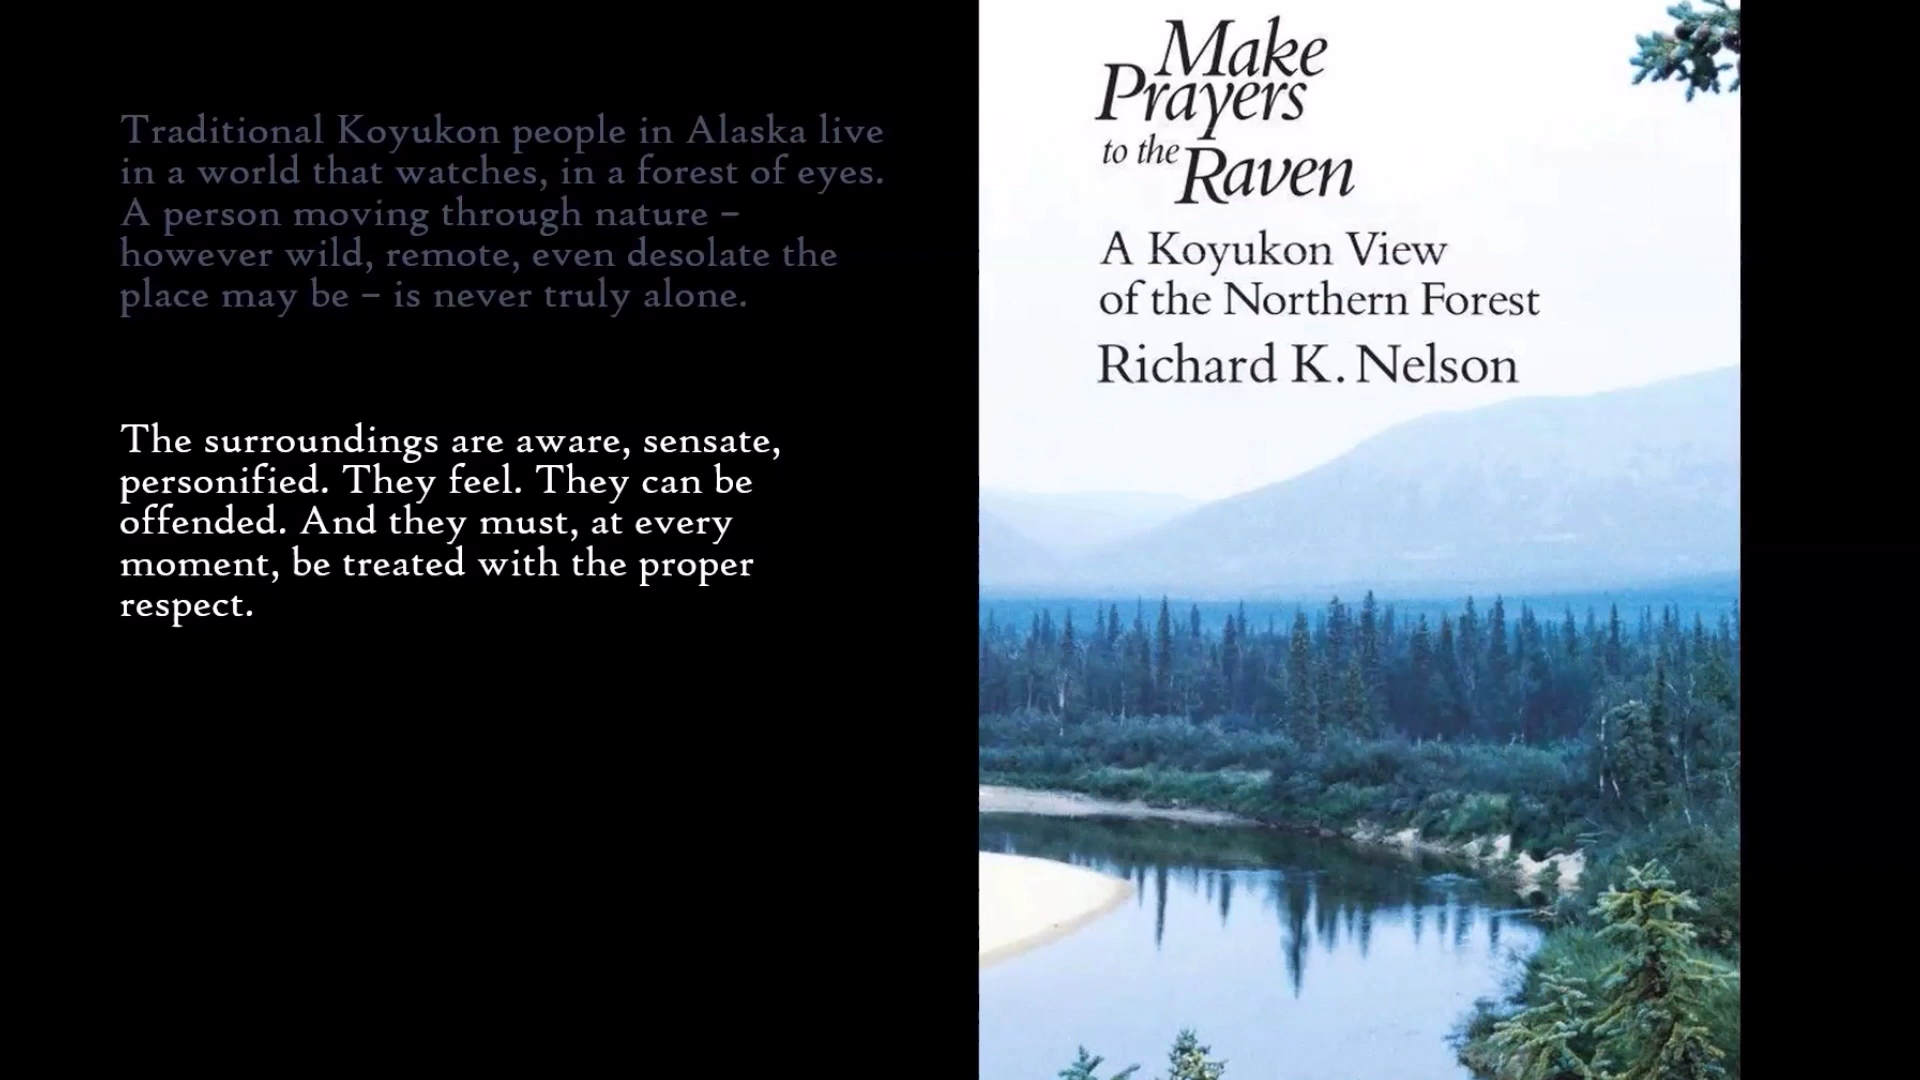 Traditional Koyukon people in Alaska live
in a world that watches, in a forest of eyes.
A person moving through nature –
however wild, remote, even desolate the
place may be – is never truly alone.
The surroundings are aware, sensate,
personified. They feel. They can be
offended. And they must, at every
moment, be treated with the proper
respect.
Make
Prayers
to the Raven
A Koyukon View
of the Northern Forest
Richard K. Nelson